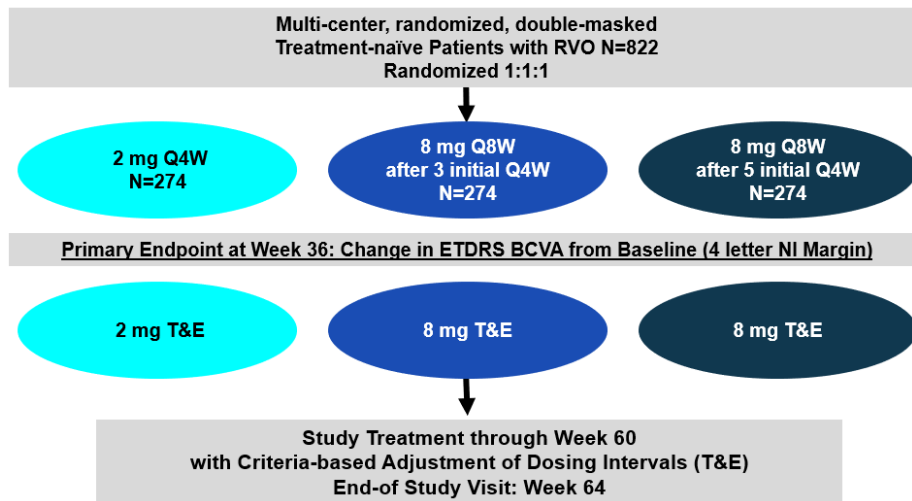 Multi-center, randomized, double-masked
Treatment-naïve Patients with RVO N=822
Randomized 1:1:1
2 mg Q4W
N=274
8 mg Q8W
after 3 initial Q4W
N=274
8 mg Q8W
after 5 initial Q4W
N=274
Primary Endpoint at Week 36: Change in ETDRS BCVA from Baseline (4 letter NI Margin)
2 mg T&E
8 mg T&E
8 mg T&E
Study Treatment through Week 60
with Criteria-based Adjustment of Dosing Intervals (T&E)
End-of Study Visit: Week 64